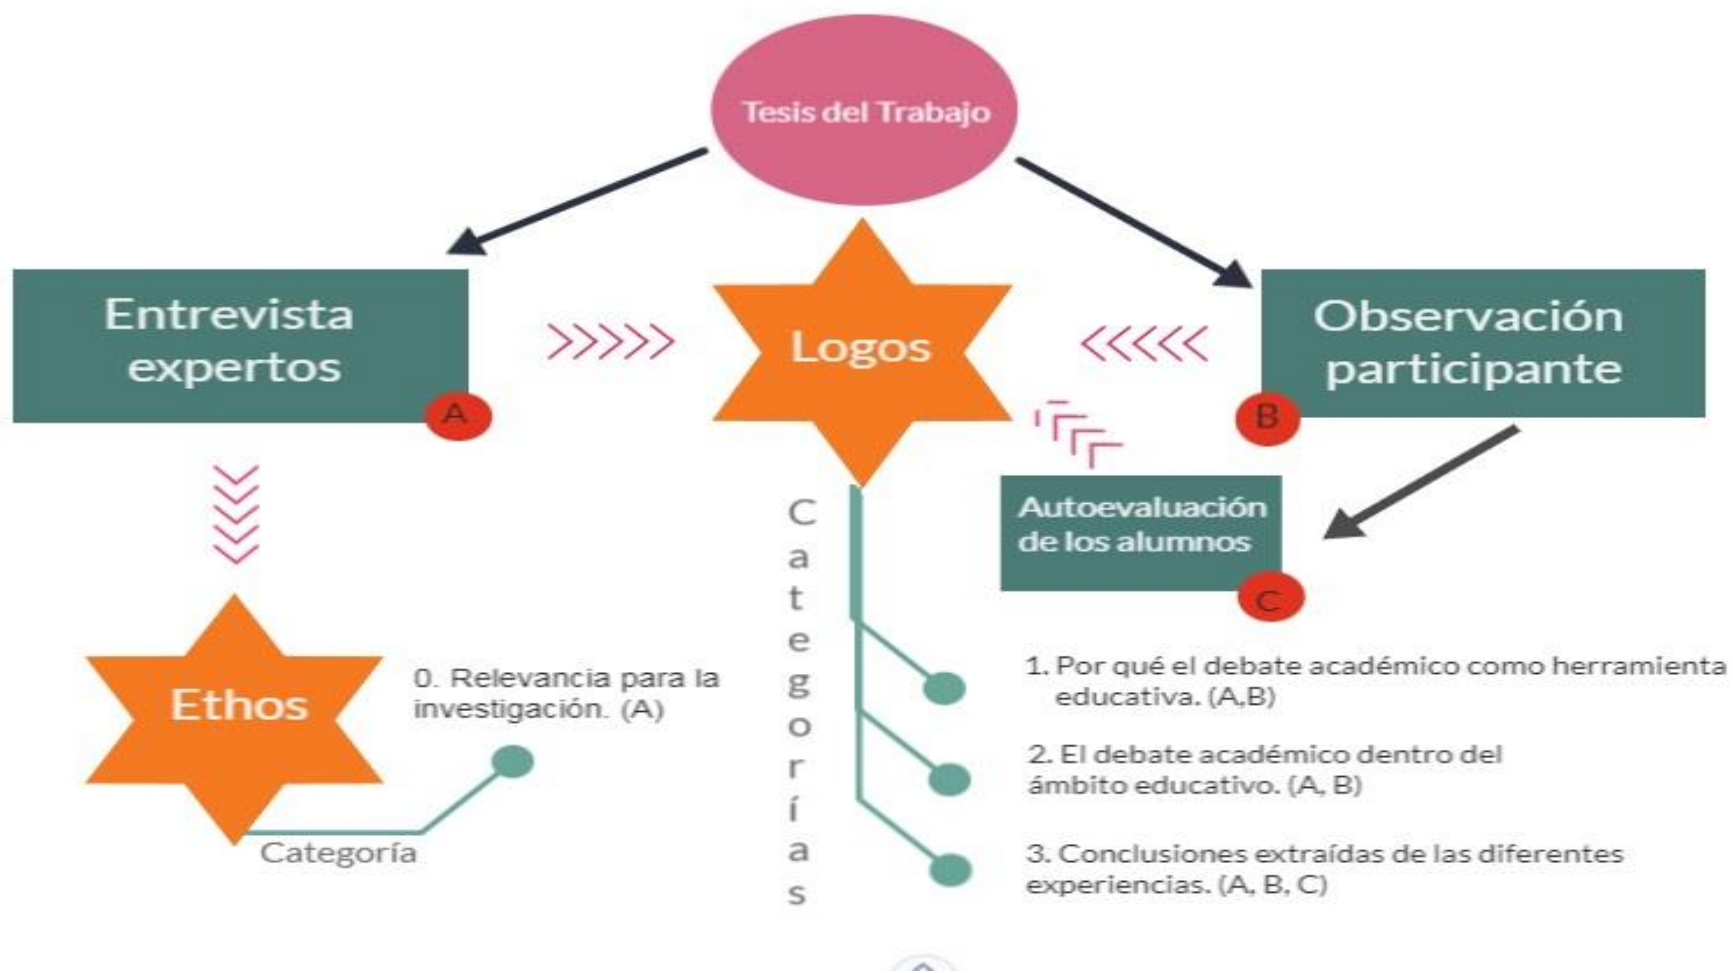 Tesis del Trabajo
Entrevista
expertos
A
Logos
Observación
participante
B
Autoevaluación
de los alumnos
C
Ethos
0. Relevancia para la
investigación. (A)
Categoría
Categorías
1. Por qué el debate académico como herramienta
educativa. (A,B)
2. El debate académico dentro del
ámbito educativo. (A, B)
3. Conclusiones extraídas de las diferentes
experiencias. (A, B, C)